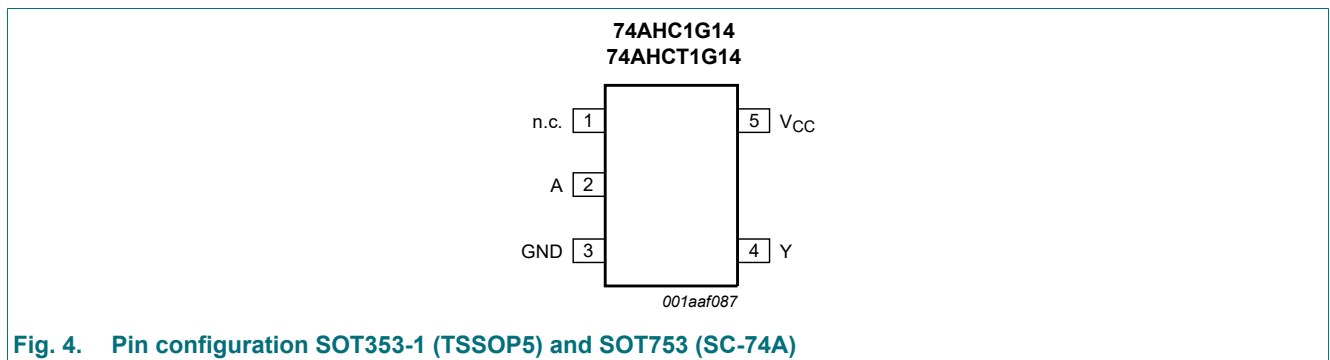 74AHC1G14
74AHCT1G14
n.c. 1
5 VCC
A 2
GND 3
4 Y
001aaf087
Fig. 4. Pin configuration SOT353-1 (TSSOP5) and SOT753 (SC-74A)